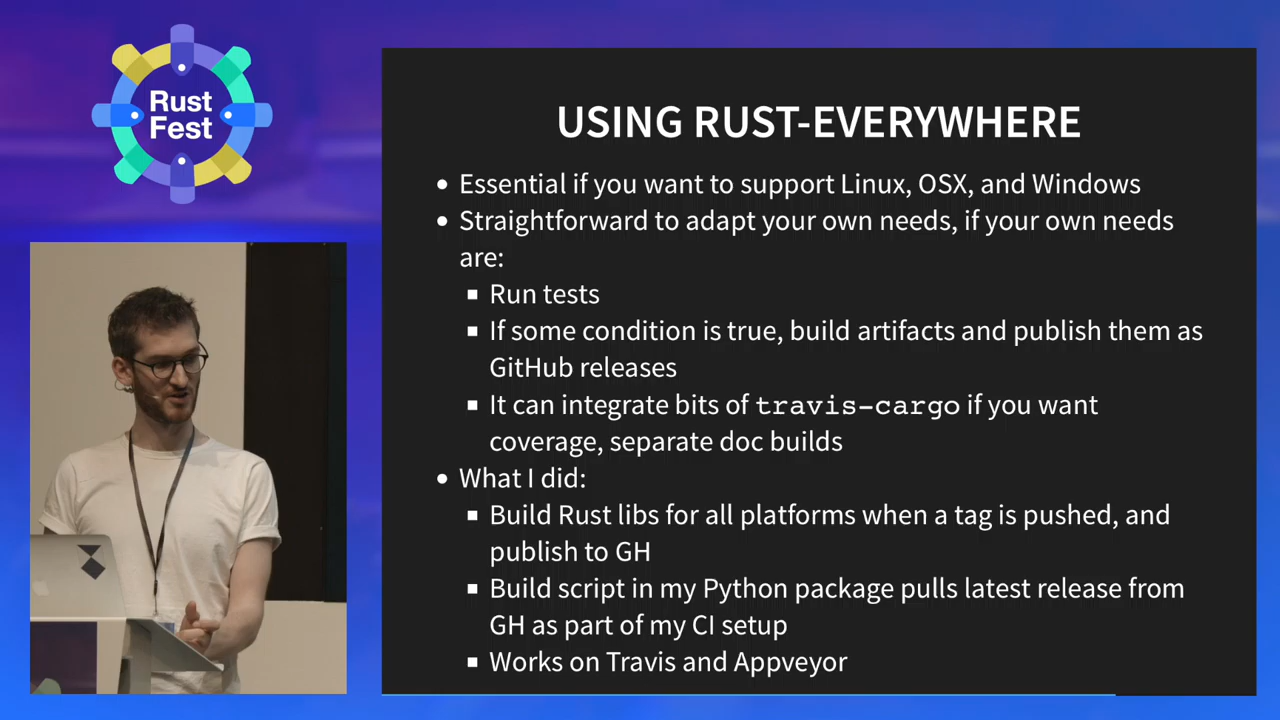 Rust
Fest
USING RUST-EVERYWHERE
Essential if you want to support Linux, OSX, and Windows
Straightforward to adapt your own needs, if your own needs
are:
Run tests
If some condition is true, build artifacts and publish them as
GitHub releases
It can integrate bits of travis-cargo if you want
coverage, separate doc builds
What I did:
Build Rust libs for all platforms when a tag is pushed, and
publish to GH
Build script in my Python package pulls latest release from
GH as part of my CI setup
Works on Travis and Appveyor